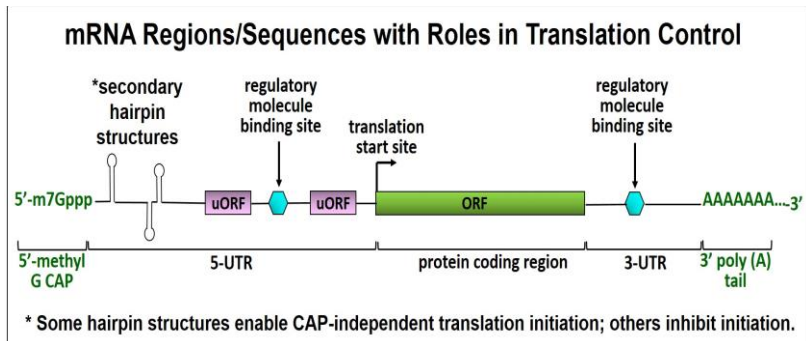 mRNA Regions/Sequences with Roles in Translation Control
*secondary
hairpin
structures
regulatory
molecule
binding site
translation
start site
regulatory
molecule
binding site
5’-m7Gppp
uORF
uORF
ORF
AAAAAAA...-3’
5’-methyl
G CAP
5-UTR
protein coding region
3-UTR
3’ poly (A)
tail
* Some hairpin structures enable CAP-independent translation initiation; others inhibit initiation.